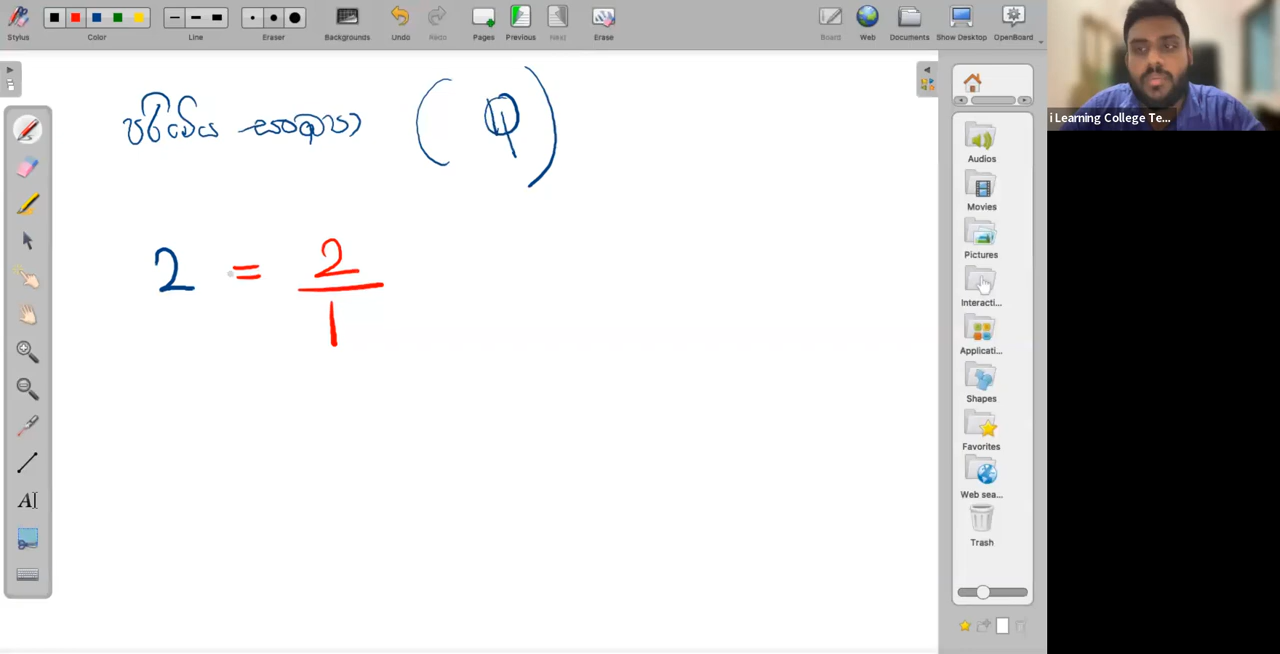 Stylus
Color
Line
Eraser
Backgrounds
Undo
Redo
Pages
Previous
Next
Erase
Board
Web
Documents
Show Desktop
OpenBoard
i Learning College Te...
පරිමේය සංඛ්‍යා ( ℚ )
2 = 2/1
Audios
Movies
Pictures
Interacti...
Applicati...
Shapes
Favorites
Web sea...
Trash